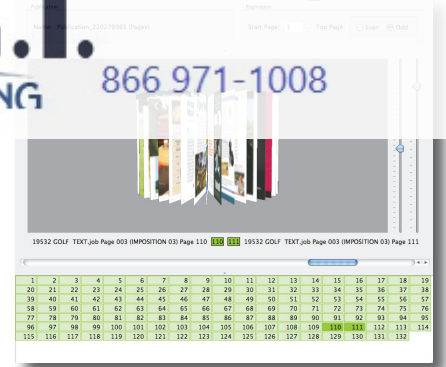 Pagination
Name: Publication_220279963 (Pages)
Start Page: 1
Top Page
Even
Odd
NG
866 971-1008
19532 GOLF TEXT.job Page 003 (IMPOSITION 03) Page 110 110 111 19532 GOLF TEXT.job Page 003 (IMPOSITION 03) Page 111
1 2 3 4 5 6 7 8 9 10 11 12 13 14 15 16 17 18 19
20 21 22 23 24 25 26 27 28 29 30 31 32 33 34 35 36 37 38
39 40 41 42 43 44 45 46 47 48 49 50 51 52 53 54 55 56 57
58 59 60 61 62 63 64 65 66 67 68 69 70 71 72 73 74 75 76
77 78 79 80 81 82 83 84 85 86 87 88 89 90 91 92 93 94 95
96 97 98 99 100 101 102 103 104 105 106 107 108 109 110 111 112 113 114
115 116 117 118 119 120 121 122 123 124 125 126 127 128 129 130 131 132